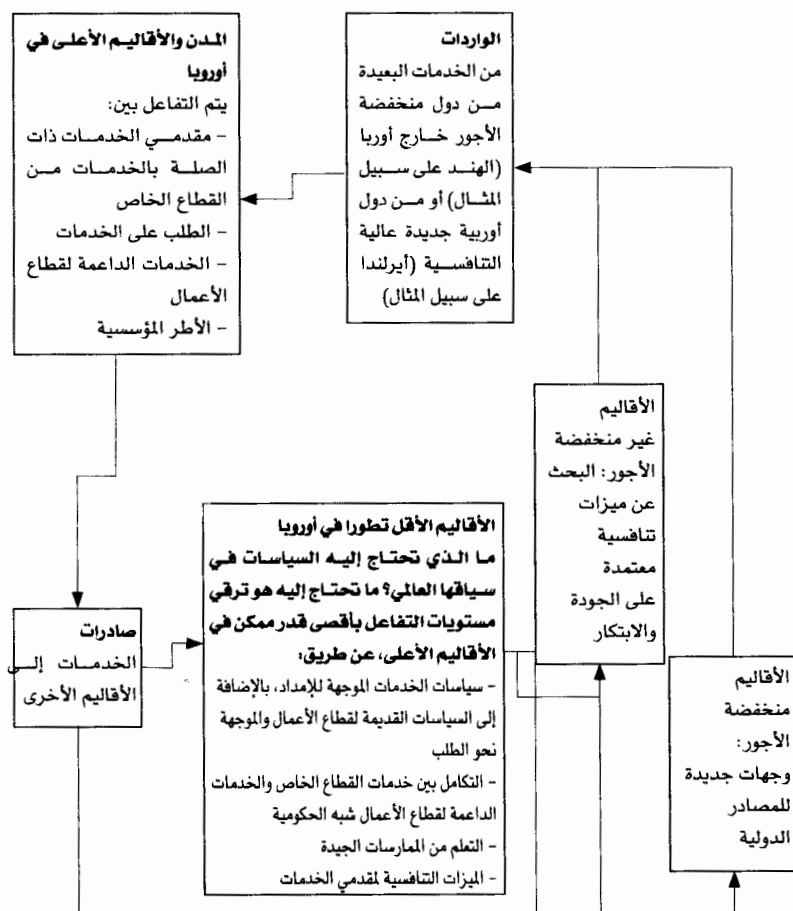 الواردات
من الخدمات البعيدة
من دول منخفضة
الأجور خارج أوربا
(الهند على سبيل
المثال) أو من دول
أوربية جديدة عالية
التنافسية (أيرلندا
على سبيل المثال)
المدن والأقاليم الأعلى في
أوروبا
يتم التفاعل بين:
– مقدمي الخدمات ذات
الصلة بالخدمات من
القطاع الخاص
– الطلب على الخدمات
– الخدمات الداعمة لقطاع
الأعمال
– الأطر المؤسسية
الأقاليم
غير منخفضة
الأجور: البحث
عن ميزات
تنافسية
معتمدة
على الجودة
والابتكار
الأقاليم الأقل تطورا في أوروبا
ما الذي تحتاج إليه السياسات في
سياقها العالمي؟ ما تحتاج إليه هو ترقي
مستويات التفاعل بأقصى قدر ممكن في
الأقاليم الأعلى، عن طريق:
– سياسات الخدمات الموجهة للإمداد، بالإضافة
إلى السياسات القديمة لقطاع الأعمال والموجهة
نحو الطلب
– التكامل بين خدمات القطاع الخاص والخدمات
الداعمة لقطاع الأعمال شبه الحكومية
– التعلم من الممارسات الجيدة
– الميزات التنافسية لمقدمي الخدمات
صادرات
الخدمات إلى
الأقاليم الأخرى
الأقاليم
منخفضة
الأجور:
وجهات جديدة
للمصادر
الدولية